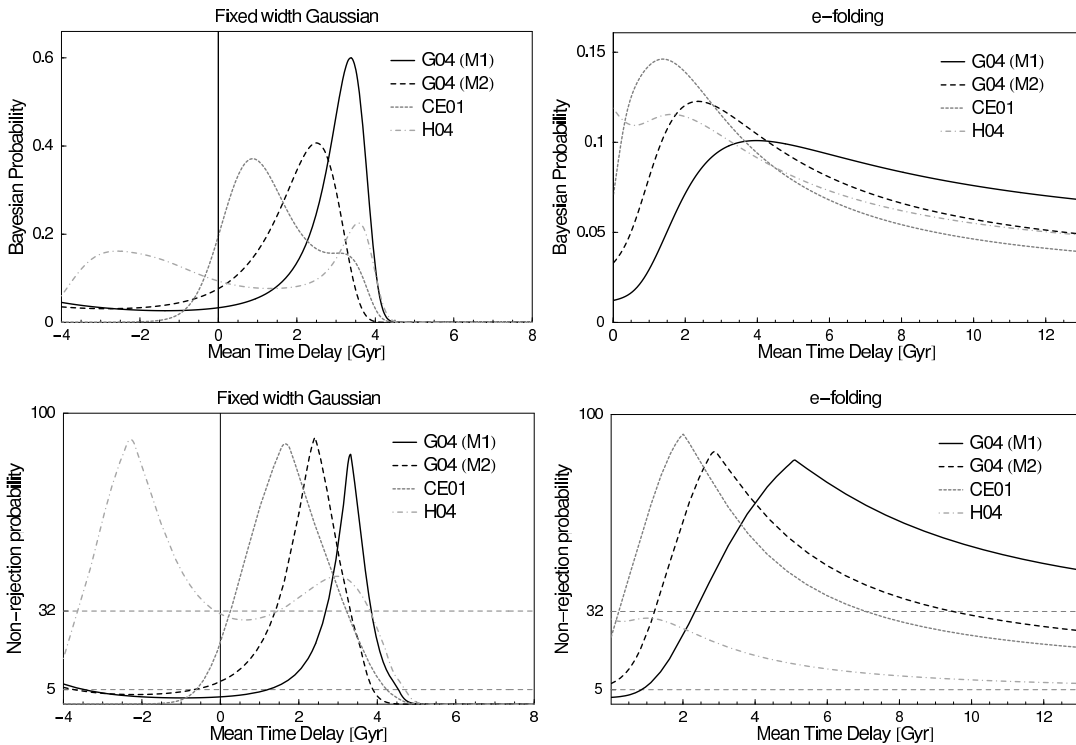 Fixed width Gaussian
Bayesian Probability
0.6
0.4
0.2
0
G04 (M1)
G04 (M2)
CE01
H04
−4 −2 0 2 4 6 8
Mean Time Delay [Gyr]
e−folding
Bayesian Probability
0.15
0.1
0.05
0
G04 (M1)
G04 (M2)
CE01
H04
0 2 4 6 8 10 12
Mean Time Delay [Gyr]
Fixed width Gaussian
Non−rejection probability
100
32
5
G04 (M1)
G04 (M2)
CE01
H04
−4 −2 0 2 4 6 8
Mean Time Delay [Gyr]
e−folding
Non−rejection probability
100
32
5
G04 (M1)
G04 (M2)
CE01
H04
2 4 6 8 10 12
Mean Time Delay [Gyr]